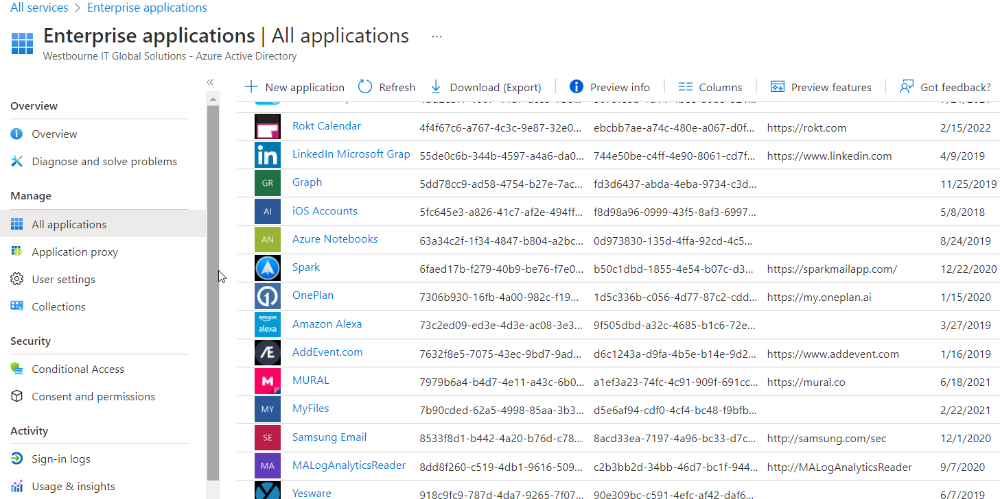 All services > Enterprise applications
Enterprise applications | All applications ...
Westbourne IT Global Solutions - Azure Active Directory
«
Overview
Overview
Diagnose and solve problems
Manage
All applications
Application proxy
User settings
Collections
Security
Conditional Access
Consent and permissions
Activity
Sign-in logs
Usage & insights
New application Refresh Download (Export) Preview info Columns Preview features Got feedback?
Rokt Calendar 4f4f67c6-a767-4c3c-9e87-32e0... ebcbb7ae-a74c-480e-a067-d0f... https://rokt.com 2/15/2022
in LinkedIn Microsoft Grap 55de0c6b-344b-4597-a4a6-da0... 744e50be-c4ff-4e90-8061-cd7f... https://www.linkedin.com 4/9/2019
GR Graph 5dd78cc9-ad58-4754-b27e-7ac... fd3d6437-abda-4eba-9734-c3d... 11/25/2019
AI iOS Accounts 5fc645e3-a826-41c7-af2e-494ff... f8d98a96-0999-43f5-8af3-6997... 5/8/2018
AN Azure Notebooks 63a34c2f-1f34-4847-b804-a2bc... 0d973830-135d-4ffa-92cd-4c5... 8/24/2019
Spark 6faed17b-f279-40b9-be76-f7e0... b50c1dbd-1855-4e54-b07c-d3... https://sparkmailapp.com/ 12/22/2020
1 OnePlan 7306b930-16fb-4a00-982c-f19... 1d5c336b-c056-4d77-87c2-cdd... https://my.oneplan.ai 1/15/2020
amazon alexa Amazon Alexa 73c2ed09-ed3e-4d3e-ac08-3e3... 9f505dbd-a32c-4685-b1c6-72e... 3/27/2019
Æ AddEvent.com 7632f8e5-7075-43ec-9bd7-9ad... d6c1243a-d9fa-4b5e-b14e-9d2... https://www.addevent.com 1/16/2019
M MURAL 7979b6a4-b4d7-4e11-a43c-6b0... a1ef3a23-74fc-4c91-909f-691cc... https://mural.co 6/18/2021
MY MyFiles 7b90cded-62a5-4998-85aa-3b3... d5e6af94-cdf0-4cf4-bc48-f9bfb... 2/22/2021
SE Samsung Email 8533f8d1-b442-4a20-b76d-c78... 8acd33ea-7197-4a96-bc33-d7c... http://samsung.com/sec 12/1/2020
MA MALogAnalyticsReader 8dd8f260-c519-4db1-9616-509... c2b3bb2d-34bb-46d7-bc1f-944... http://MALogAnalyticsReader 9/7/2020
Yesware 918c9fc9-787d-4da7-9265-7f07... 90e309bc-c591-4efc-af42-daf6... 6/7/2019